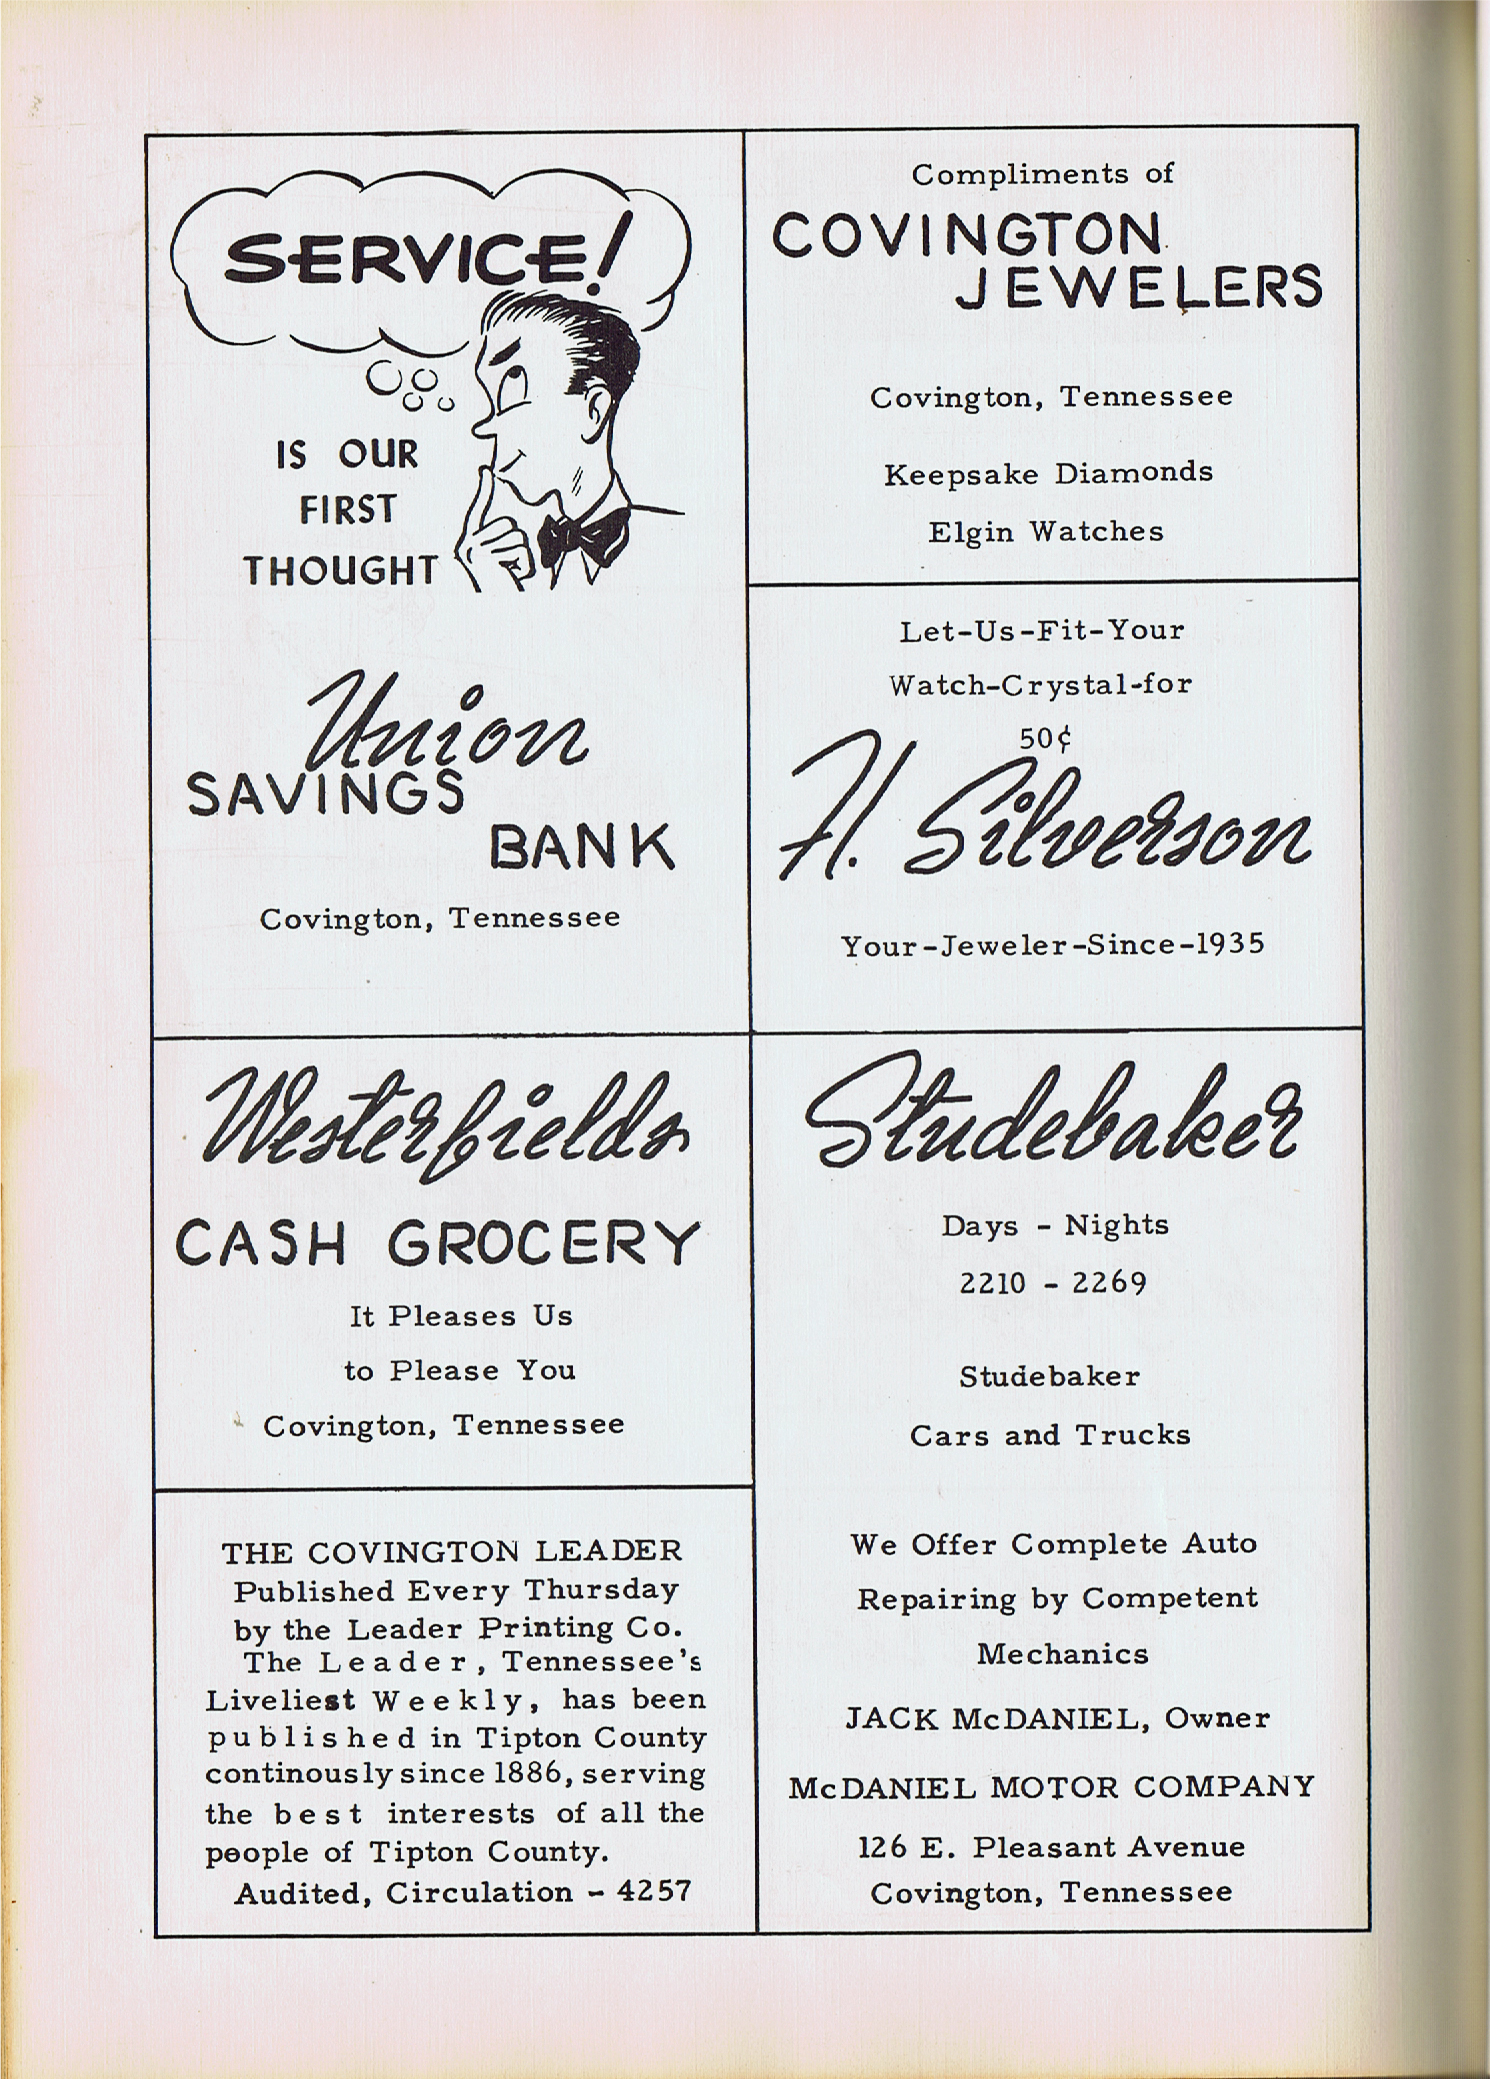 SERVICE!
IS OUR
FIRST
THOUGHT
Union
SAVINGS
BANK
Covington, Tennessee
Compliments of
COVINGTON
JEWELERS
Covington, Tennessee
Keepsake Diamonds
Elgin Watches
Let-Us-Fit-Your
Watch-Crystal-for
50¢
H. Silverson
Your-Jeweler-Since-1935
Westerfields
CASH GROCERY
It Pleases Us
to Please You
Covington, Tennessee
THE COVINGTON LEADER
Published Every Thursday
by the Leader Printing Co.
The Leader, Tennessee's
Liveliest Weekly, has been
published in Tipton County
continously since 1886, serving
the best interests of all the
people of Tipton County.
Audited, Circulation - 4257
Studebaker
Days - Nights
2210 - 2269
Studebaker
Cars and Trucks
We Offer Complete Auto
Repairing by Competent
Mechanics
JACK McDANIEL, Owner
McDANIEL MOTOR COMPANY
126 E. Pleasant Avenue
Covington, Tennessee